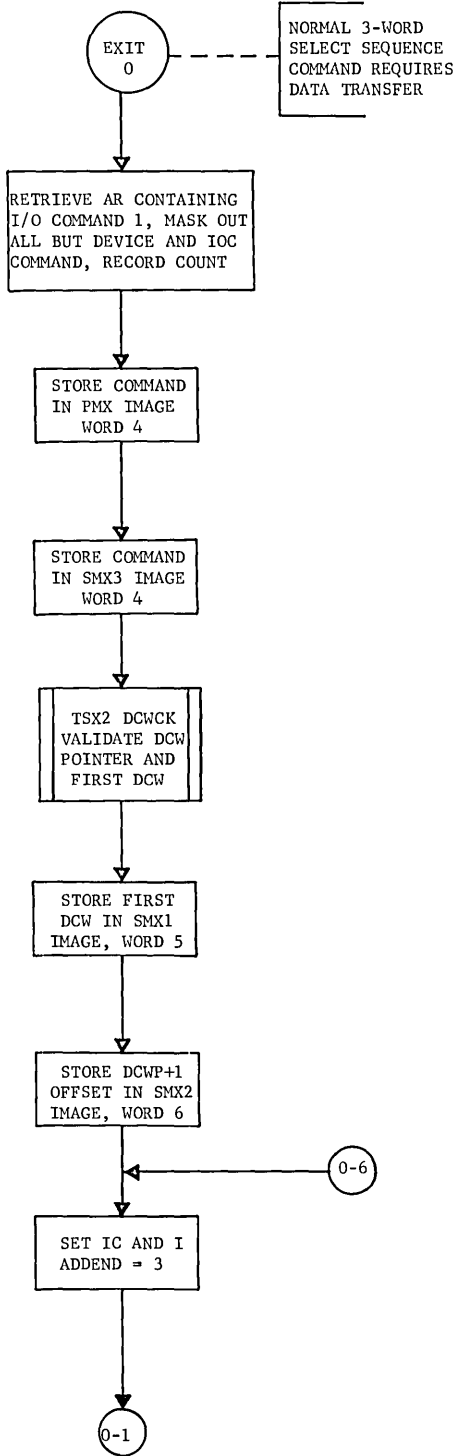 EXIT
0
NORMAL 3-WORD
SELECT SEQUENCE
COMMAND REQUIRES
DATA TRANSFER
RETRIEVE AR CONTAINING
I/O COMMAND 1, MASK OUT
ALL BUT DEVICE AND IOC
COMMAND, RECORD COUNT
STORE COMMAND
IN PMX IMAGE
WORD 4
STORE COMMAND
IN SMX3 IMAGE
WORD 4
TSX2 DCWCK
VALIDATE DCW
POINTER AND
FIRST DCW
STORE FIRST
DCW IN SMX1
IMAGE, WORD 5
STORE DCWP+1
OFFSET IN SMX2
IMAGE, WORD 6
0-6
SET IC AND I
ADDEND = 3
0-1